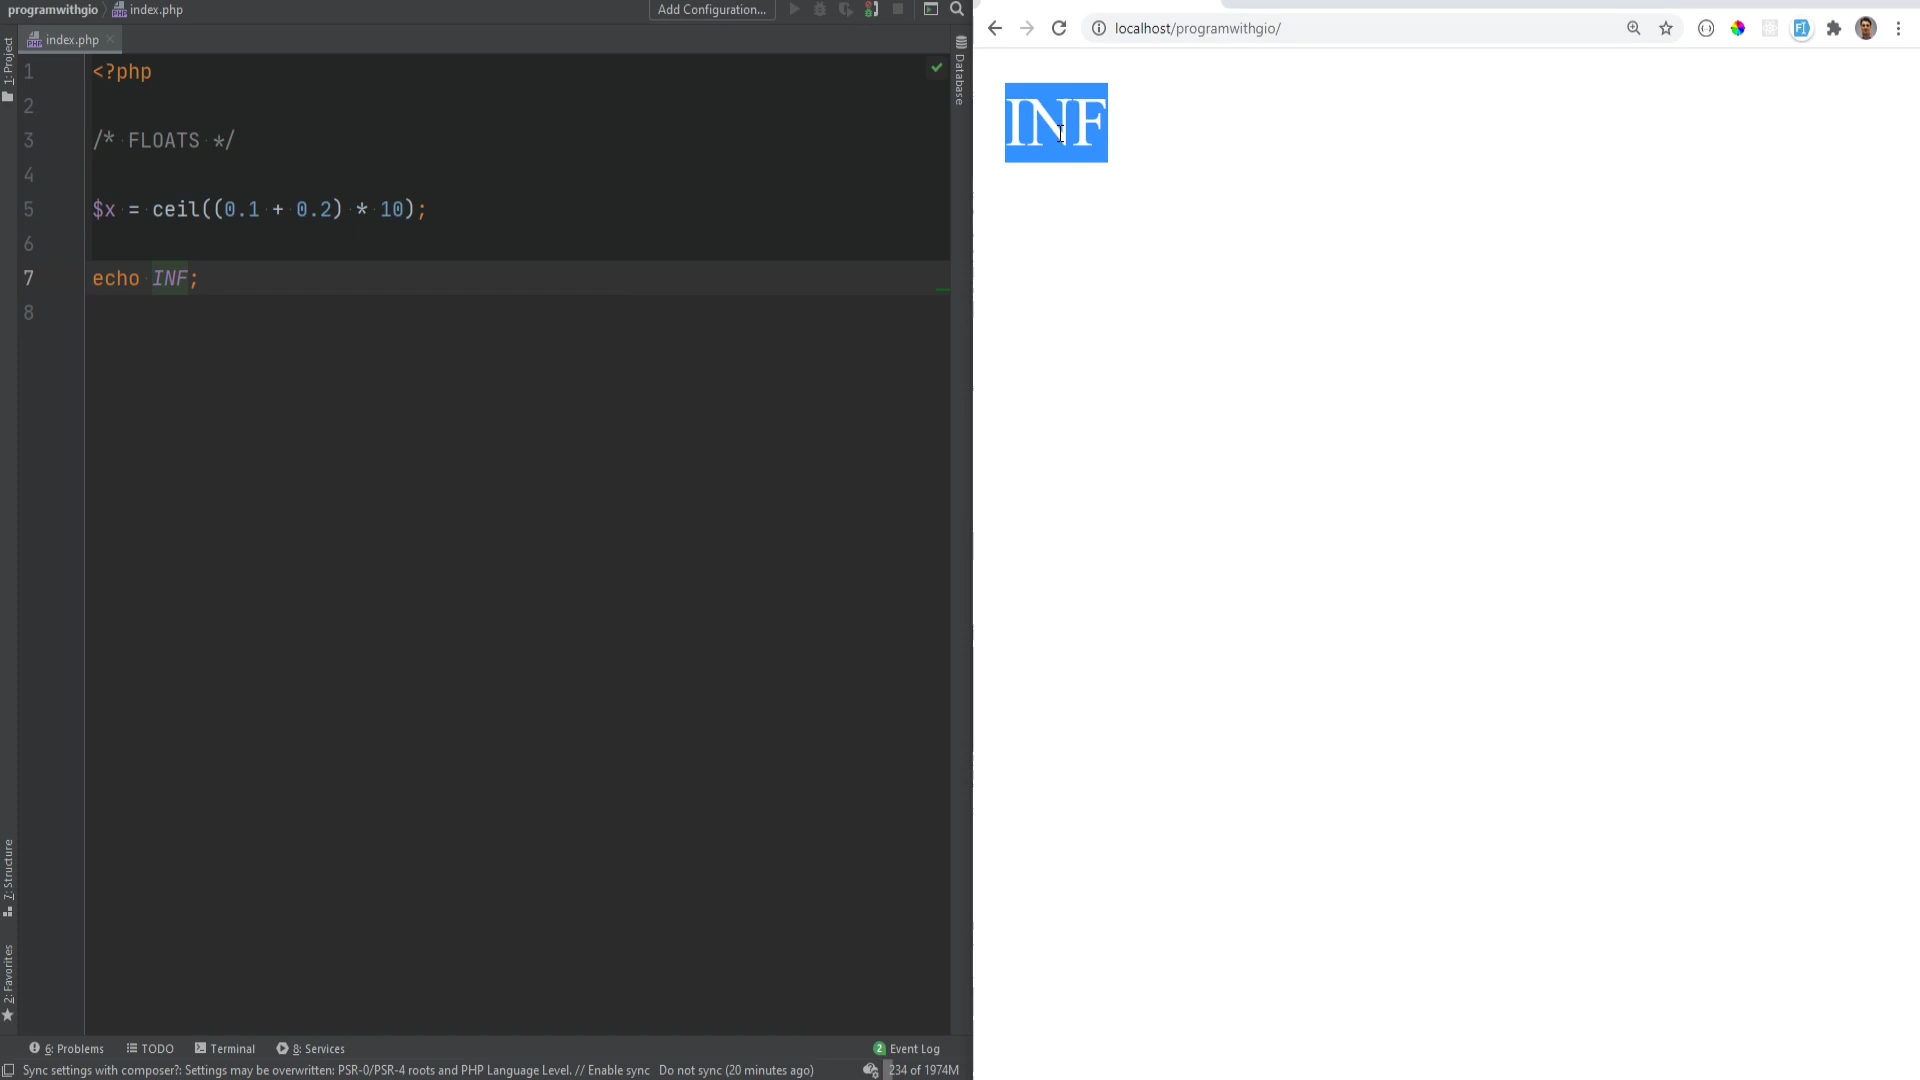 programwithgio
index.php
Add Configuration...
index.php
1: Project
Database
1 <?php
2
3 /* FLOATS */
4
5 $x = ceil((0.1 + 0.2) * 10);
6
7 echo INF;
8
7: Structure
2: Favorites
6: Problems
TODO
Terminal
8: Services
2 Event Log
Sync settings with composer?: Settings may be overwritten: PSR-0/PSR-4 roots and PHP Language Level. // Enable sync Do not sync (20 minutes ago)
234 of 1974M
localhost/programwithgio/
INF